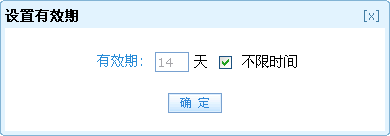 设置有效期 [x]
有效期： 14 天 不限时间
确 定